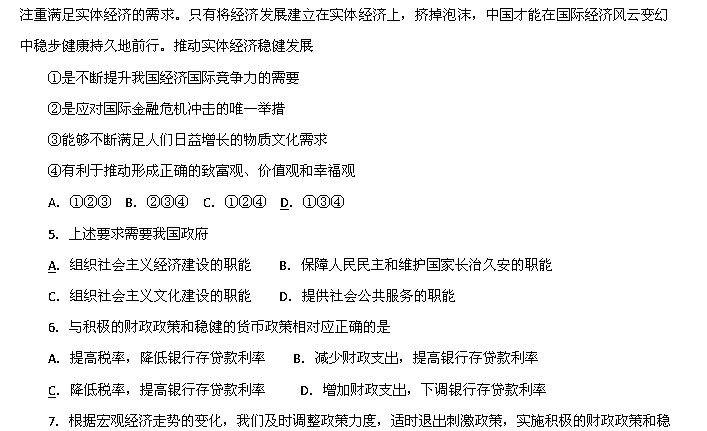 注重满足实体经济的需求。只有将经济发展建立在实体经济上，挤掉泡沫，中国才能在国际经济风云变幻
中稳步健康持久地前行。推动实体经济稳健发展
①是不断提升我国经济国际竞争力的需要
②是应对国际金融危机冲击的唯一举措
③能够不断满足人们日益增长的物质文化需求
④有利于推动形成正确的致富观、价值观和幸福观
A. ①②③ B. ②③④ C. ①②④ D. ①③④
5. 上述要求需要我国政府
A. 组织社会主义经济建设的职能 B. 保障人民民主和维护国家长治久安的职能
C. 组织社会主义文化建设的职能 D. 提供社会公共服务的职能
6. 与积极的财政政策和稳健的货币政策相对应正确的是
A. 提高税率，降低银行存贷款利率 B. 减少财政支出，提高银行存贷款利率
C. 降低税率，提高银行存贷款利率 D. 增加财政支出，下调银行存贷款利率
7. 根据宏观经济走势的变化，我们及时调整政策力度，适时退出刺激政策，实施积极的财政政策和稳